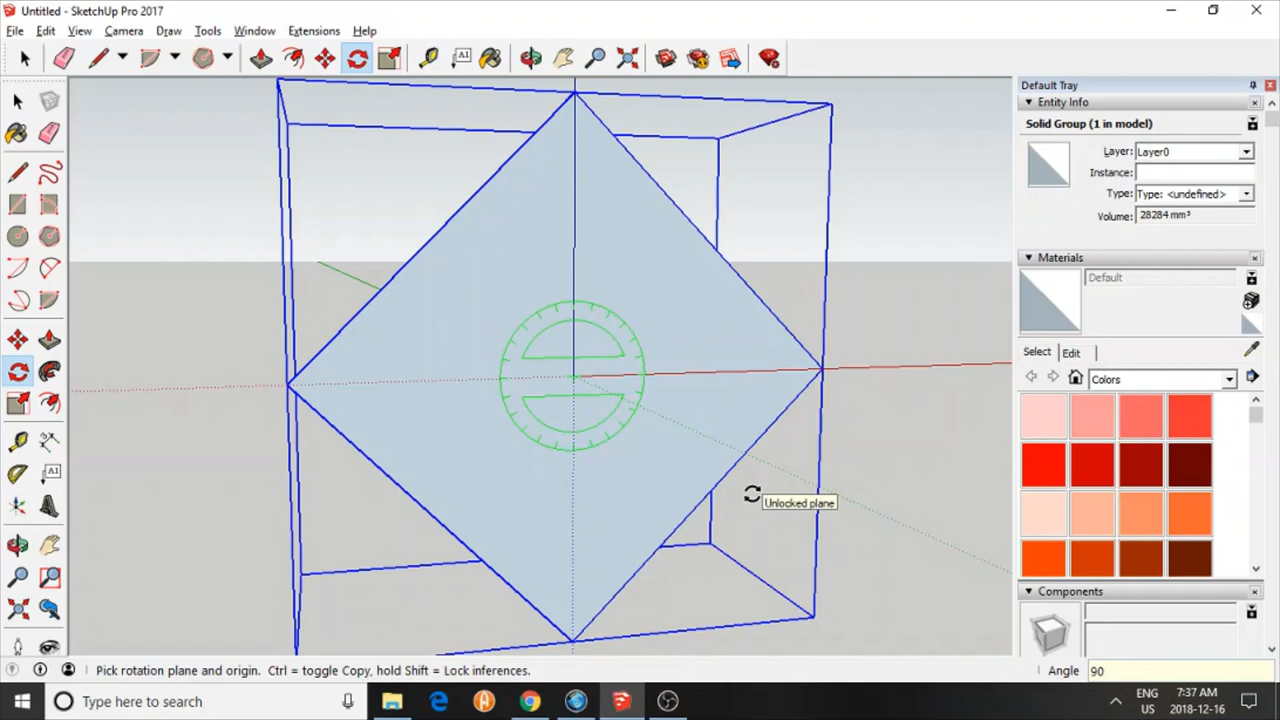 Untitled - SketchUp Pro 2017
File Edit View Camera Draw Tools Window Extensions Help
A1
Default Tray
Entity Info
Solid Group (1 in model)
Layer: Layer0
Instance:
Type: Type: <undefined>
Volume: 28284 mm³
Materials
Default
Select Edit
Colors
Unlocked plane
A1
Components
Pick rotation plane and origin. Ctrl = toggle Copy, hold Shift = Lock inferences.
Angle 90
Type here to search
ENG
US
7:37 AM
2018-12-16